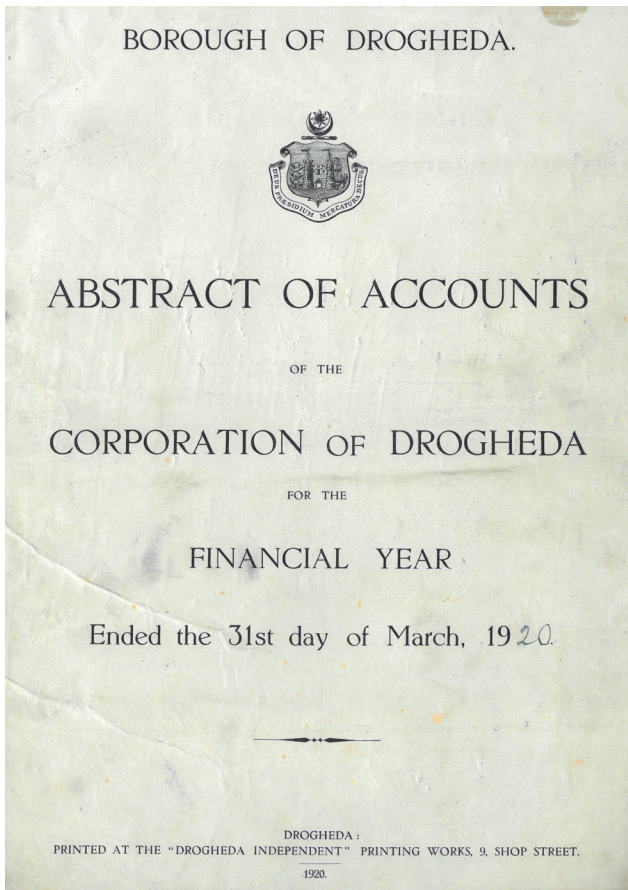 BOROUGH OF DROGHEDA.
DEUS PRÆSIDIUM MERCATURA DECUS
ABSTRACT OF ACCOUNTS
OF THE
CORPORATION OF DROGHEDA
FOR THE
FINANCIAL YEAR
Ended the 31st day of March, 1920.
DROGHEDA:
PRINTED AT THE "DROGHEDA INDEPENDENT" PRINTING WORKS, 9, SHOP STREET.
1920.